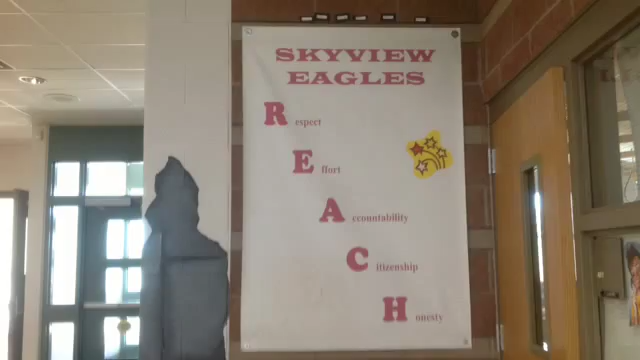 SKYVIEW
EAGLES
Respect
Effort
Accountability
Citizenship
Honesty